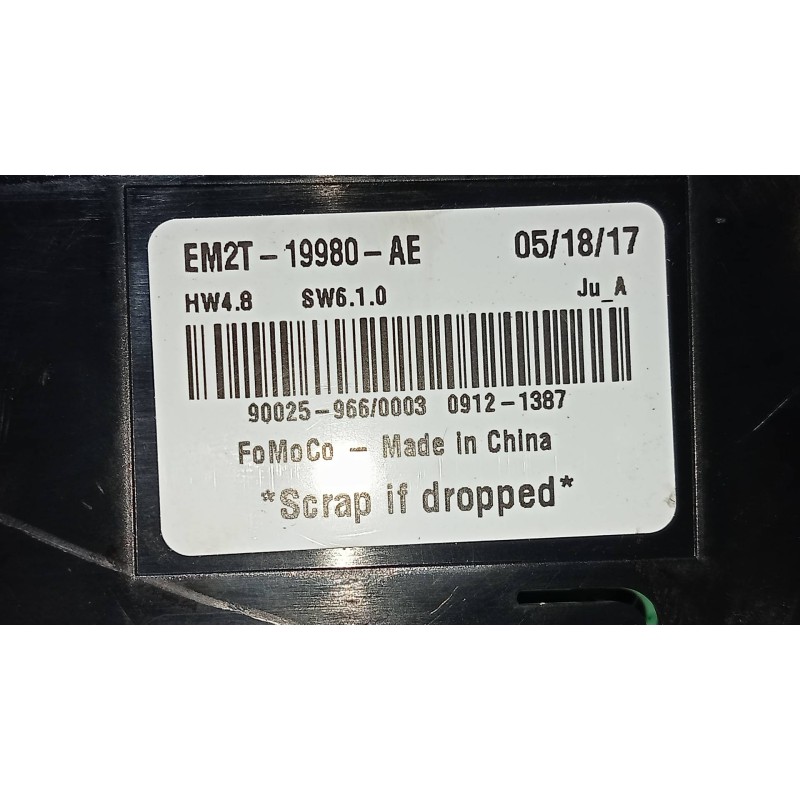 EM2T-19980-AE 05/18/17
HW4.8 SW6.1.0 Ju_A
90025-966/0003 0912-1387
FoMoCo - Made in China
*Scrap if dropped*